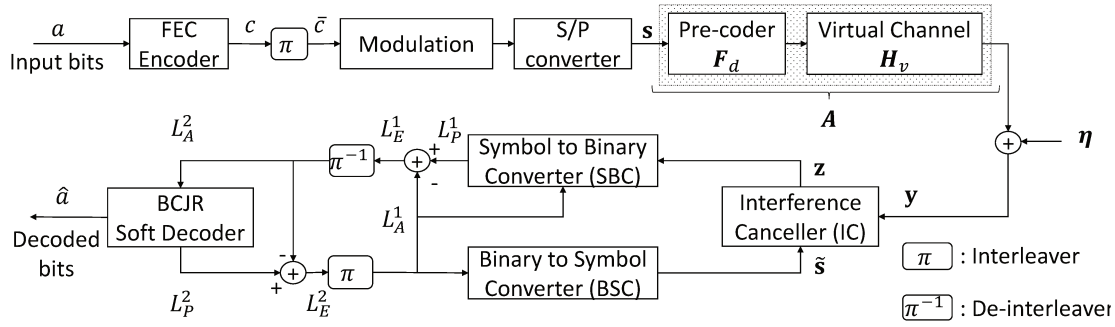 a
Input bits
FEC
Encoder
c
π
c̄
Modulation
S/P
converter
s
Pre-coder
𝑭_d
Virtual Channel
𝑯_v
A
+
η
L_A^2
L_E^1
L_P^1
π^{-1}
+
+
-
Symbol to Binary
Converter (SBC)
z
y
Interference
Canceller (IC)
â
Decoded
bits
BCJR
Soft Decoder
L_A^1
-
+
+
π
L_P^2
L_E^2
Binary to Symbol
Converter (BSC)
s̃
π : Interleaver
π^{-1} : De-interleaver